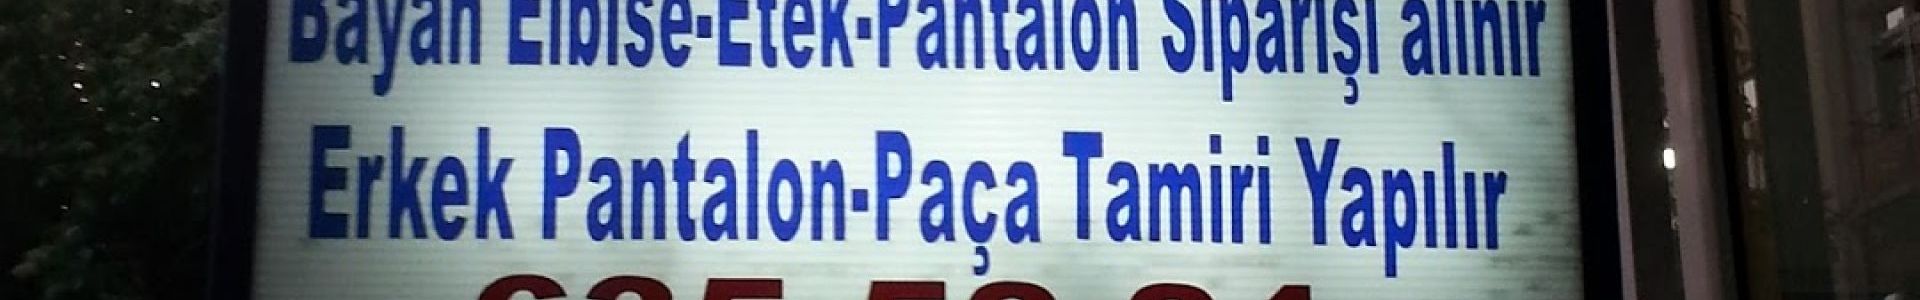 Bayan Elbise-Etek-Pantalon Siparişi alınır
Erkek Pantalon-Paça Tamiri Yapılır